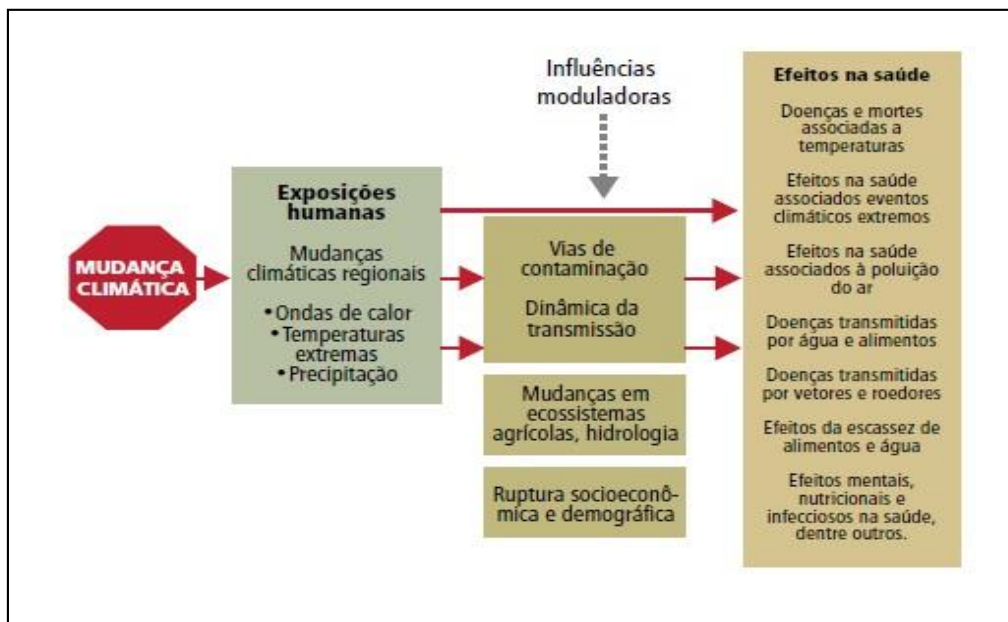 MUDANÇA
CLIMÁTICA
Exposições
humanas
Mudanças
climáticas regionais
•Ondas de calor
•Temperaturas
extremas
•Precipitação
Influências
moduladoras
Vias de
contaminação
Dinâmica da
transmissão
Mudanças em
ecossistemas
agrícolas, hidrologia
Ruptura socioeconô-
mica e demográfica
Efeitos na saúde
Doenças e mortes
associadas a
temperaturas
Efeitos na saúde
associados eventos
climáticos extremos
Efeitos na saúde
associados à poluição
do ar
Doenças transmitidas
por água e alimentos
Doenças transmitidas
por vetores e roedores
Efeitos da escassez de
alimentos e água
Efeitos mentais,
nutricionais e
infecciosos na saúde,
dentre outros.